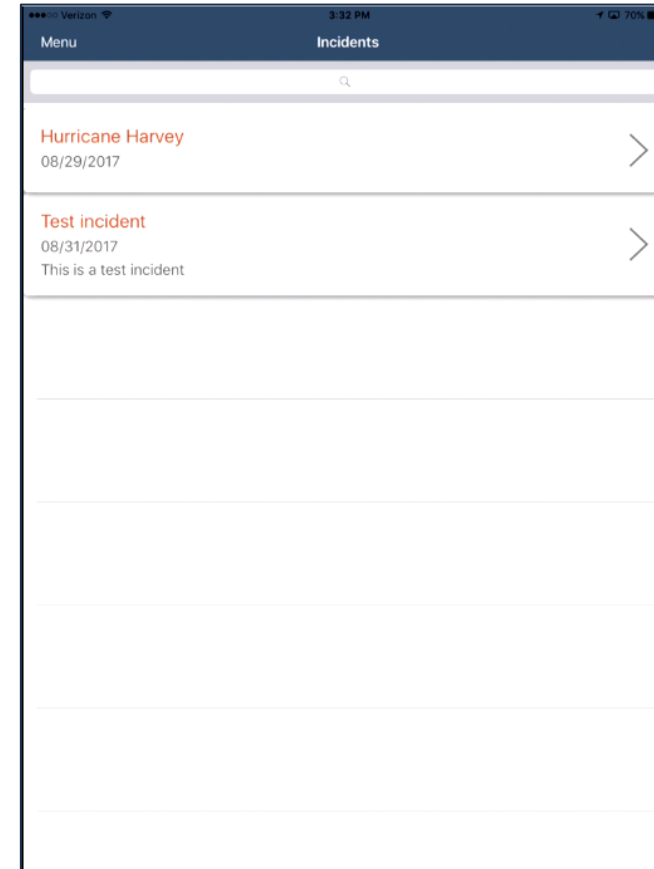 Verizon 3:32 PM 70%
Menu Incidents
Hurricane Harvey
08/29/2017
Test incident
08/31/2017
This is a test incident